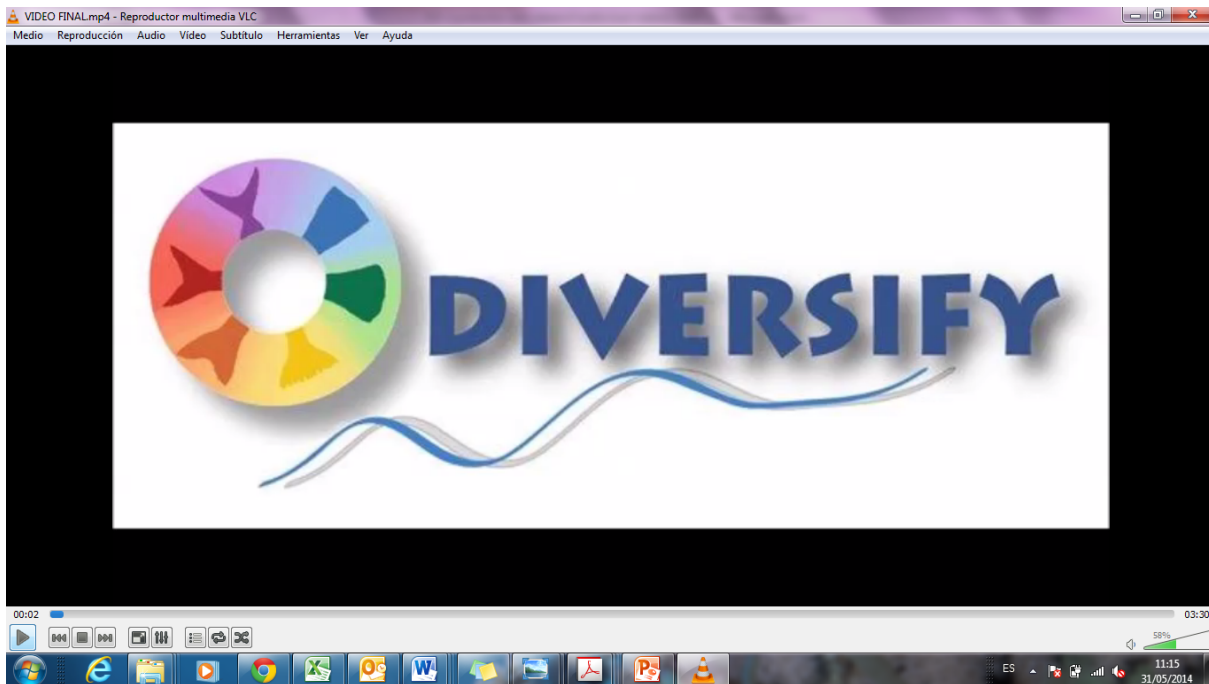 VIDEO FINAL.mp4 - Reproductor multimedia VLC
Medio Reproducción Audio Vídeo Subtítulo Herramientas Ver Ayuda
DIVERSIFY
00:02 03:30
58%
ES 11:15
31/05/2014